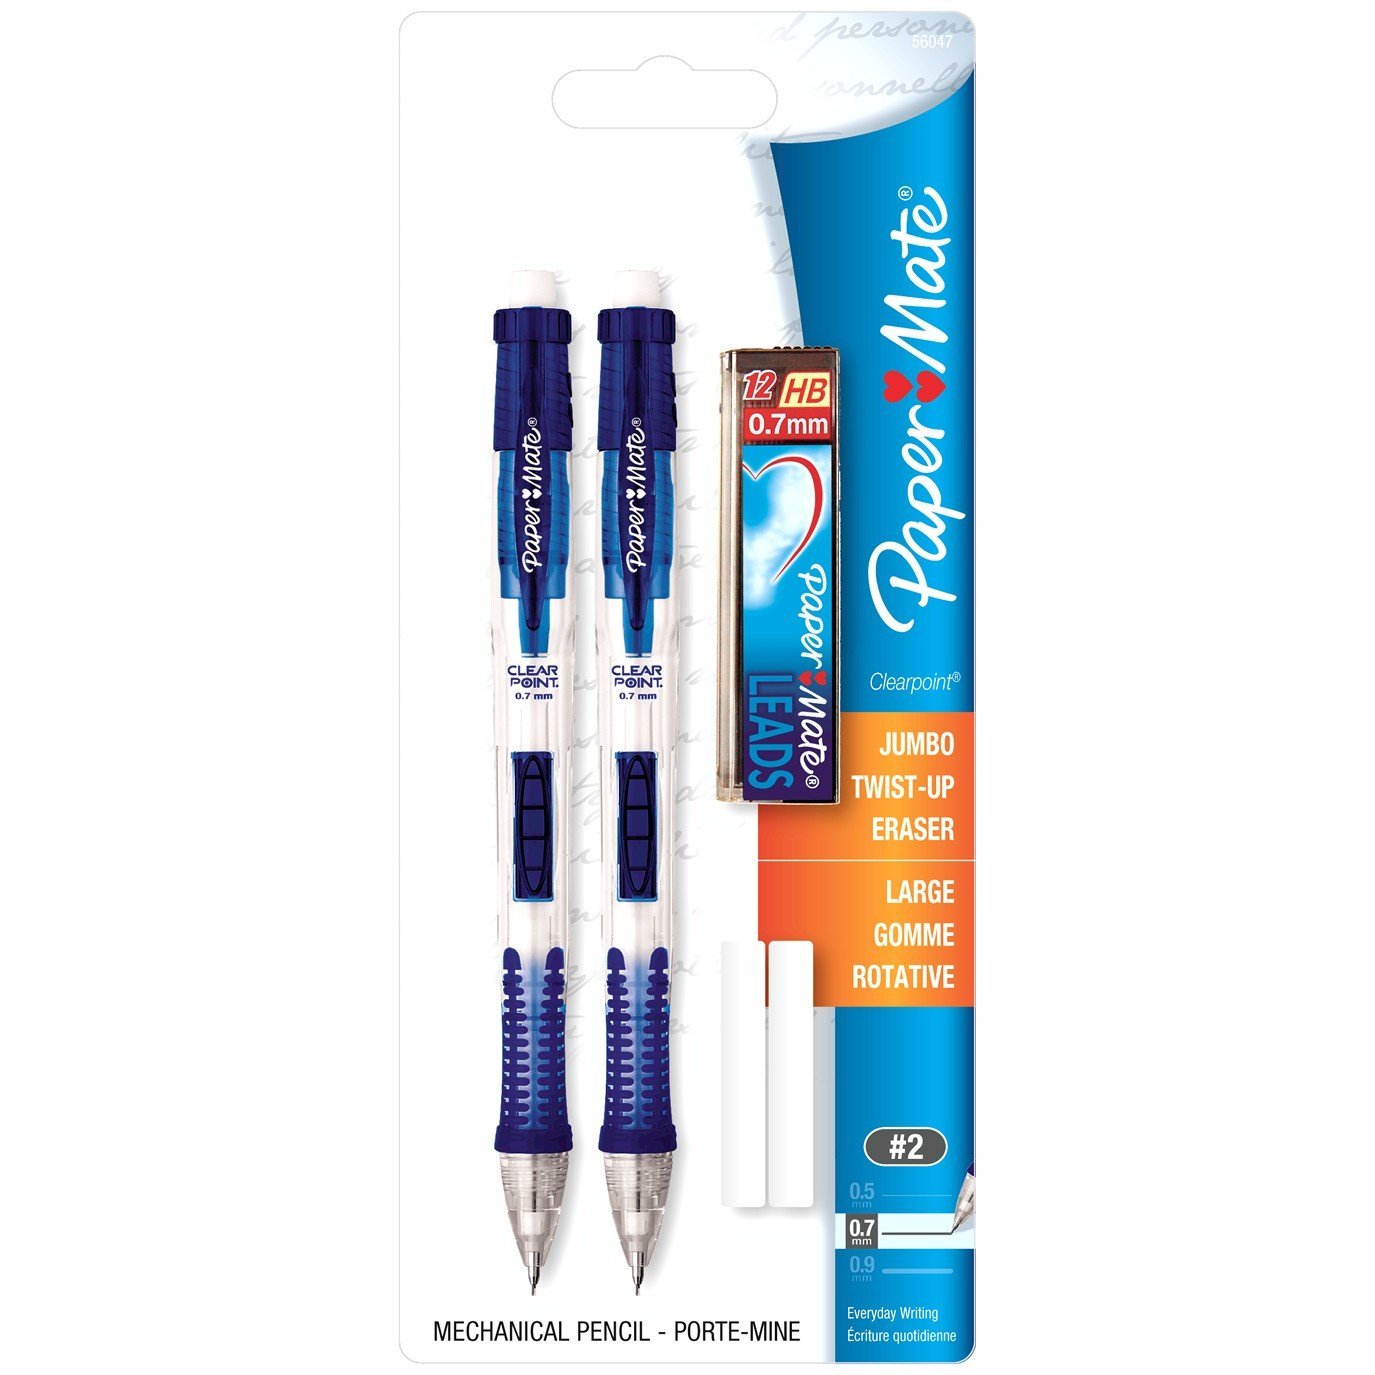 56047
Paper Mate®
Clearpoint®
JUMBO
TWIST-UP
ERASER
LARGE
GOMME
ROTATIVE
#2
0.5
mm
0.7
mm
0.9
mm
Everyday Writing
Écriture quotidienne
12 HB
0.7mm
Paper Mate®
LEADS
Paper Mate®
CLEAR
POINT.
0.7 mm
Paper Mate®
CLEAR
POINT.
0.7 mm
MECHANICAL PENCIL - PORTE-MINE